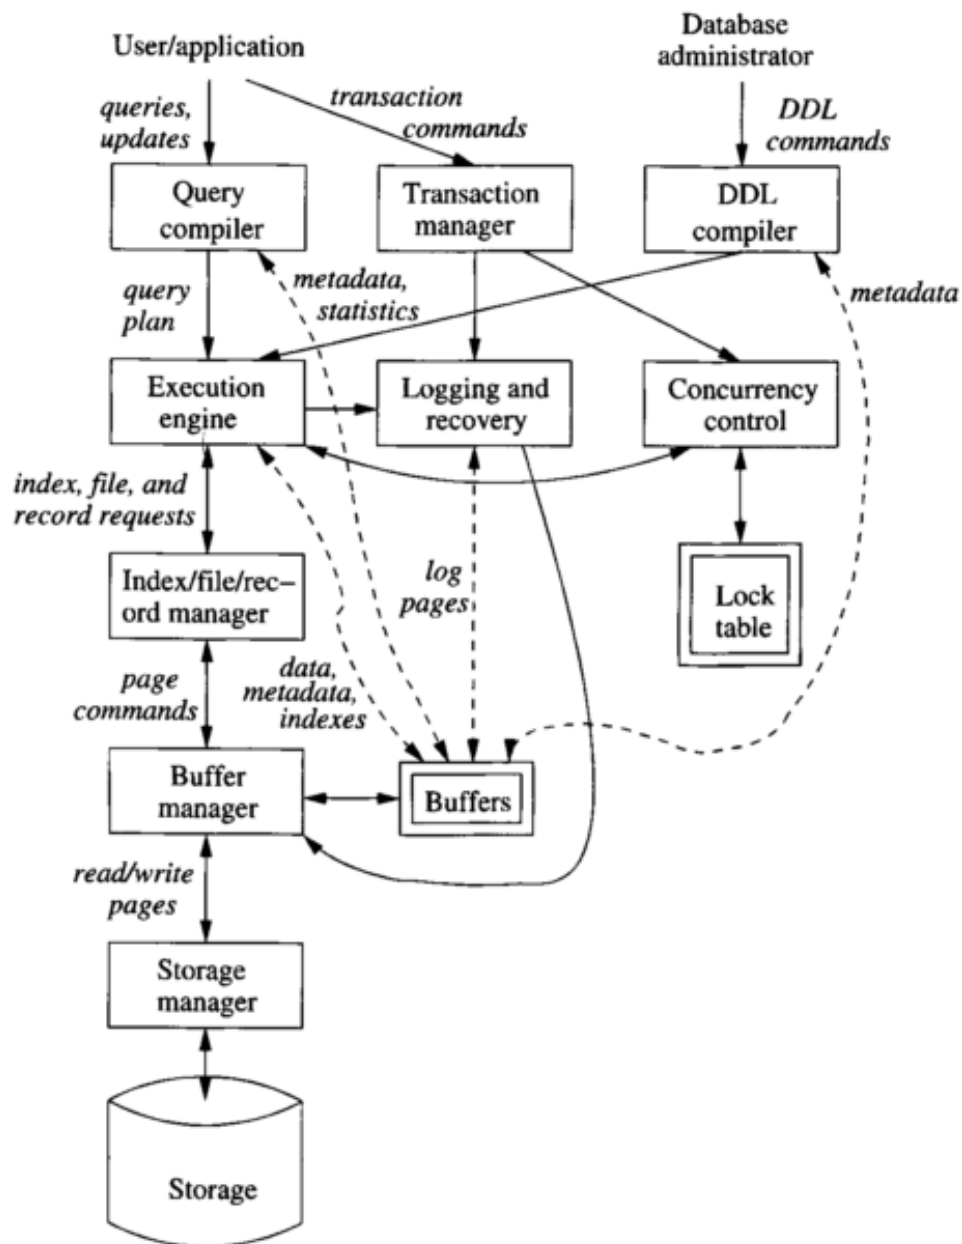 User/application
Database
administrator
queries,
updates
transaction
commands
DDL
commands
Query
compiler
Transaction
manager
DDL
compiler
query
plan
metadata,
statistics
metadata
Execution
engine
Logging and
recovery
Concurrency
control
index, file, and
record requests
Index/file/rec-
ord manager
log
pages
Lock
table
page
commands
data,
metadata,
indexes
Buffer
manager
Buffers
read/write
pages
Storage
manager
Storage